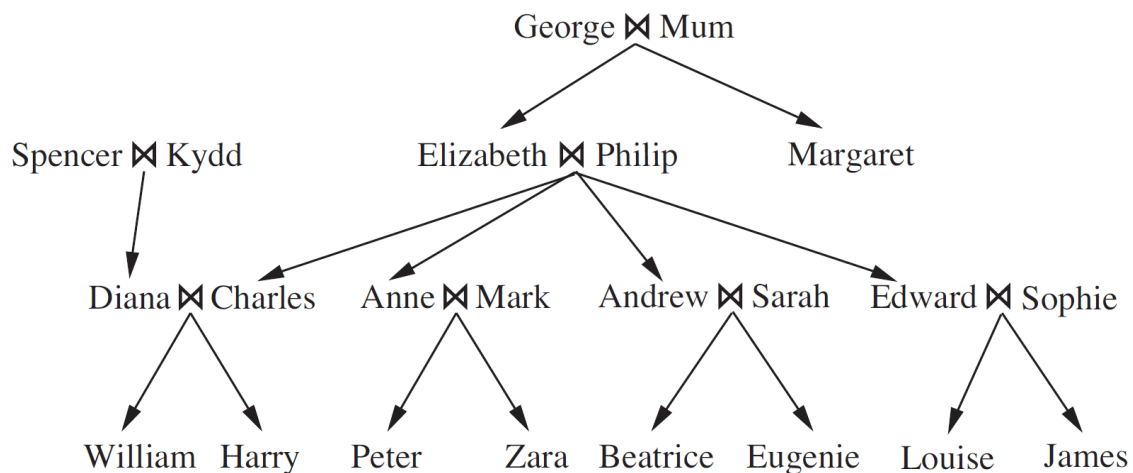 George ⋈ Mum
Spencer ⋈ Kydd Elizabeth ⋈ Philip Margaret
Diana ⋈ Charles Anne ⋈ Mark Andrew ⋈ Sarah Edward ⋈ Sophie
William Harry Peter Zara Beatrice Eugenie Louise James